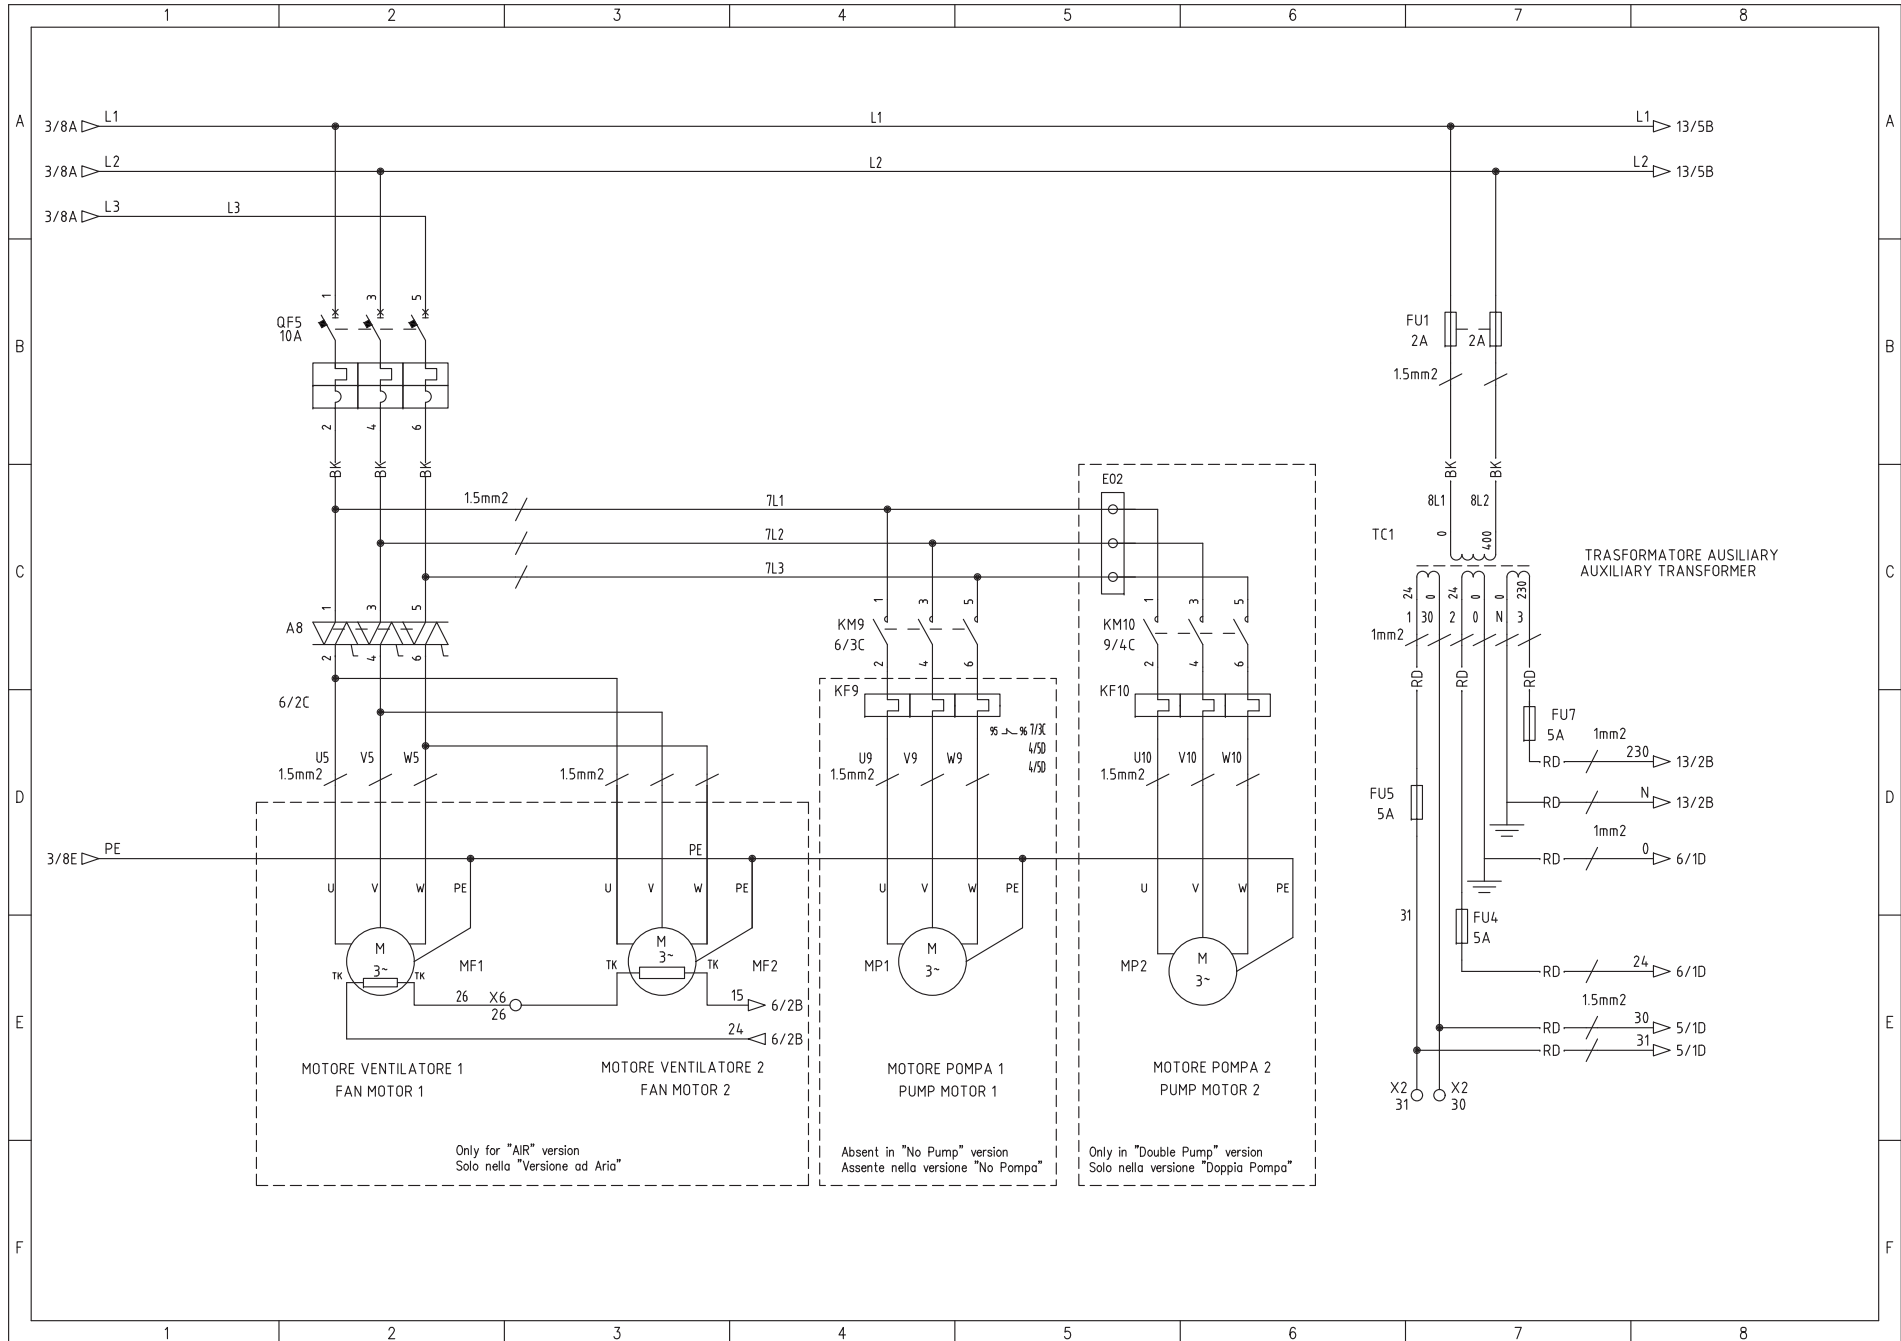 1 2 3 4 5 6 7 8
A A
3/8A L1 L1 L1 13/5B
3/8A L2 L2 L2 13/5B
3/8A L3 L3
B B
1 3 5
QF5
10A
2 4 6
BK BK BK
FU1
2A 2A
1.5mm2
BK BK
8L1 8L2
C C
1.5mm2 7L1
7L2
7L3
E02
TC1 0 400
TRASFORMATORE AUSILIARY
AUXILIARY TRANSFORMER
24 0 24 0 0 230
1 30 2 0 N 3
1mm2
RD RD RD
1 3 5
A8
2 4 6
6/2C
1 3 5
KM9
6/3C
2 4 6
KF9
95 96 7/3C
4/5D
4/5D
1 3 5
KM10
9/4C
2 4 6
KF10
D D
U5 V5 W5
1.5mm2
1.5mm2
U9 V9 W9
1.5mm2
U10 V10 W10
1.5mm2
FU7
5A
1mm2
RD 230 13/2B
FU5
5A
RD N 13/2B
1mm2
RD 0 6/1D
3/8E PE PE
U V W PE
U V W PE
U V W PE
U V W PE
31
FU4
5A
E E
M
3~
TK TK
MF1
M
3~
TK TK
MF2
M
3~
MP1
M
3~
MP2
RD 24 6/1D
26 X6
26
15 6/2B
24 6/2B
1.5mm2
RD 30 5/1D
RD 31 5/1D
X2
31
X2
30
MOTORE VENTILATORE 1
FAN MOTOR 1
MOTORE VENTILATORE 2
FAN MOTOR 2
MOTORE POMPA 1
PUMP MOTOR 1
MOTORE POMPA 2
PUMP MOTOR 2
Only for "AIR" version
Solo nella "Versione ad Aria"
Absent in "No Pump" version
Assente nella versione "No Pompa"
Only in "Double Pump" version
Solo nella versione "Doppia Pompa"
F F
1 2 3 4 5 6 7 8